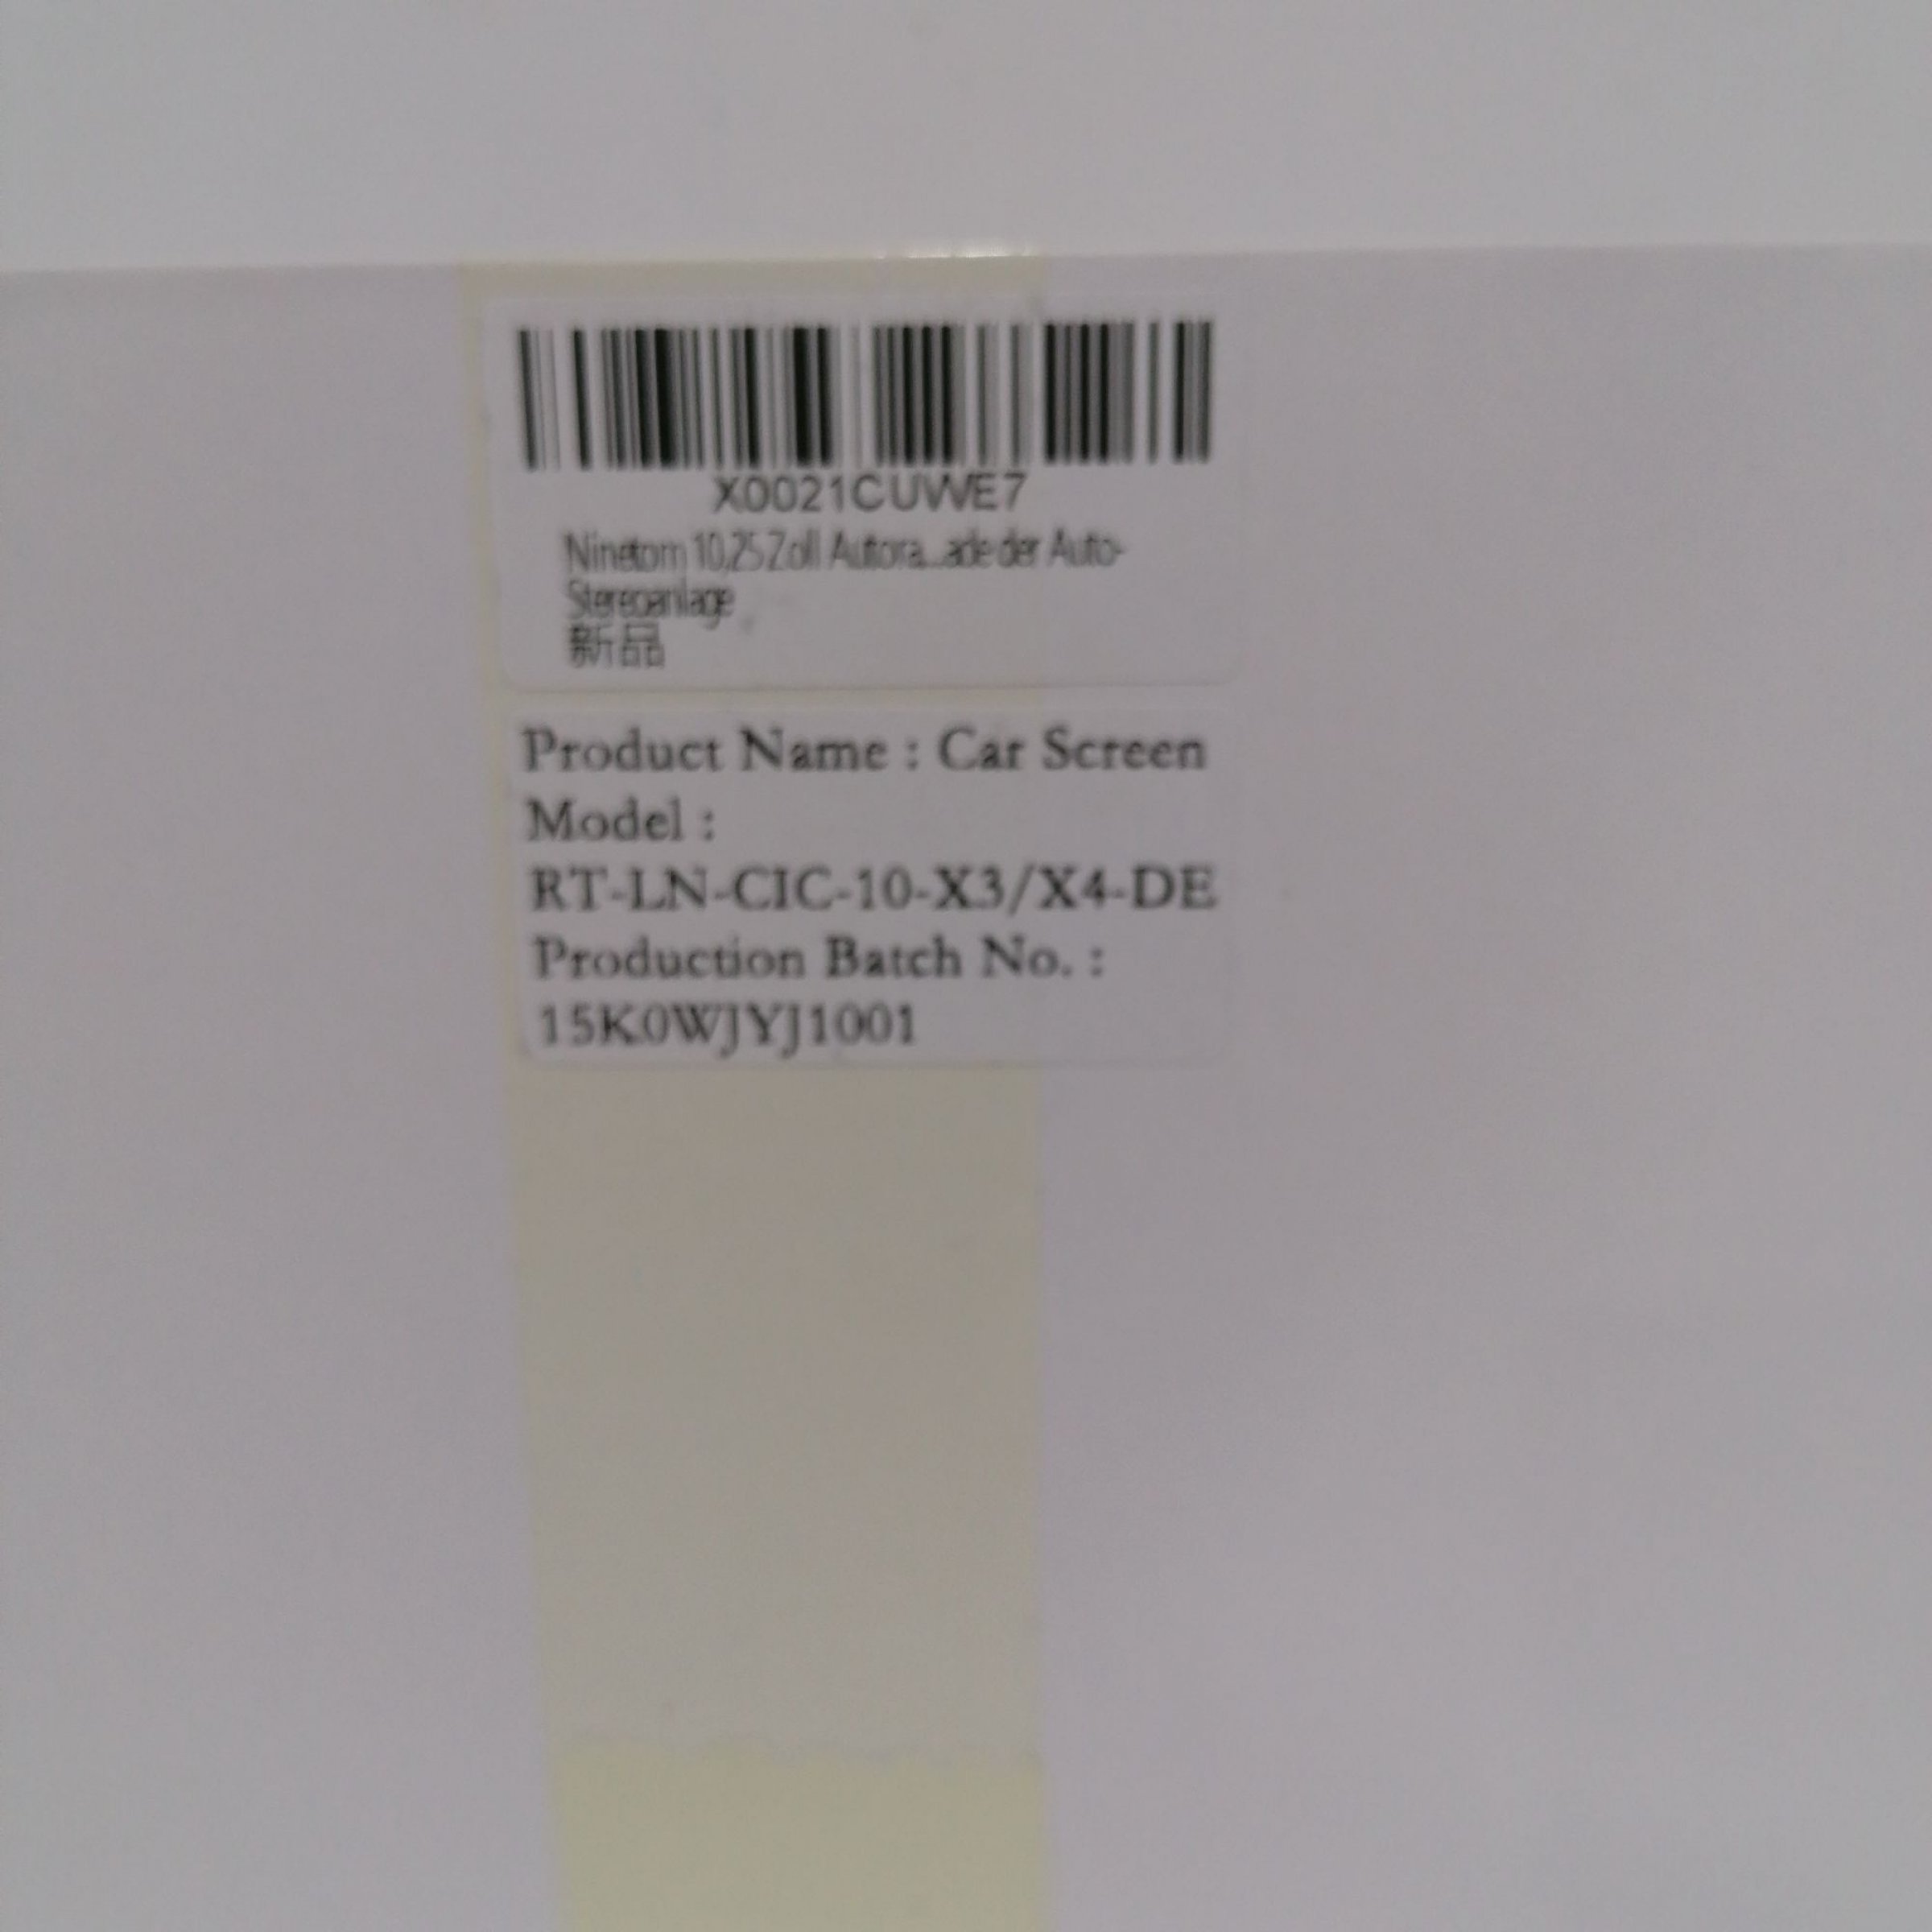 X0021CUWE7
Ninetom 10,25 Zoll Autora...ade der Auto-
Stereoanlage
新品
Product Name : Car Screen
Model :
RT-LN-CIC-10-X3/X4-DE
Production Batch No. :
15K0WJYJ1001